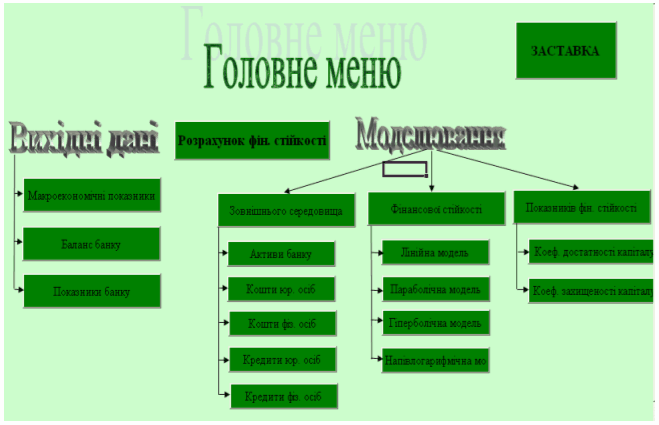 Головне меню
ЗАСТАВКА
Вихідні дані
Розрахунок фін. стійкості
Моделювання
Макроекономічні показники
Баланс банку
Показники банку
Зовнішнього середовища
Активи банку
Кошти юр. осіб
Кошти фіз. осіб
Кредити юр. осіб
Кредити фіз. осіб
Фінансової стійкості
Лінійна модель
Параболічна модель
Гіперболічна модель
Напівлогарифмічна мо
Показників фін. стійкості
Коеф. достатності капіталу
Коеф. захищеності капіталу